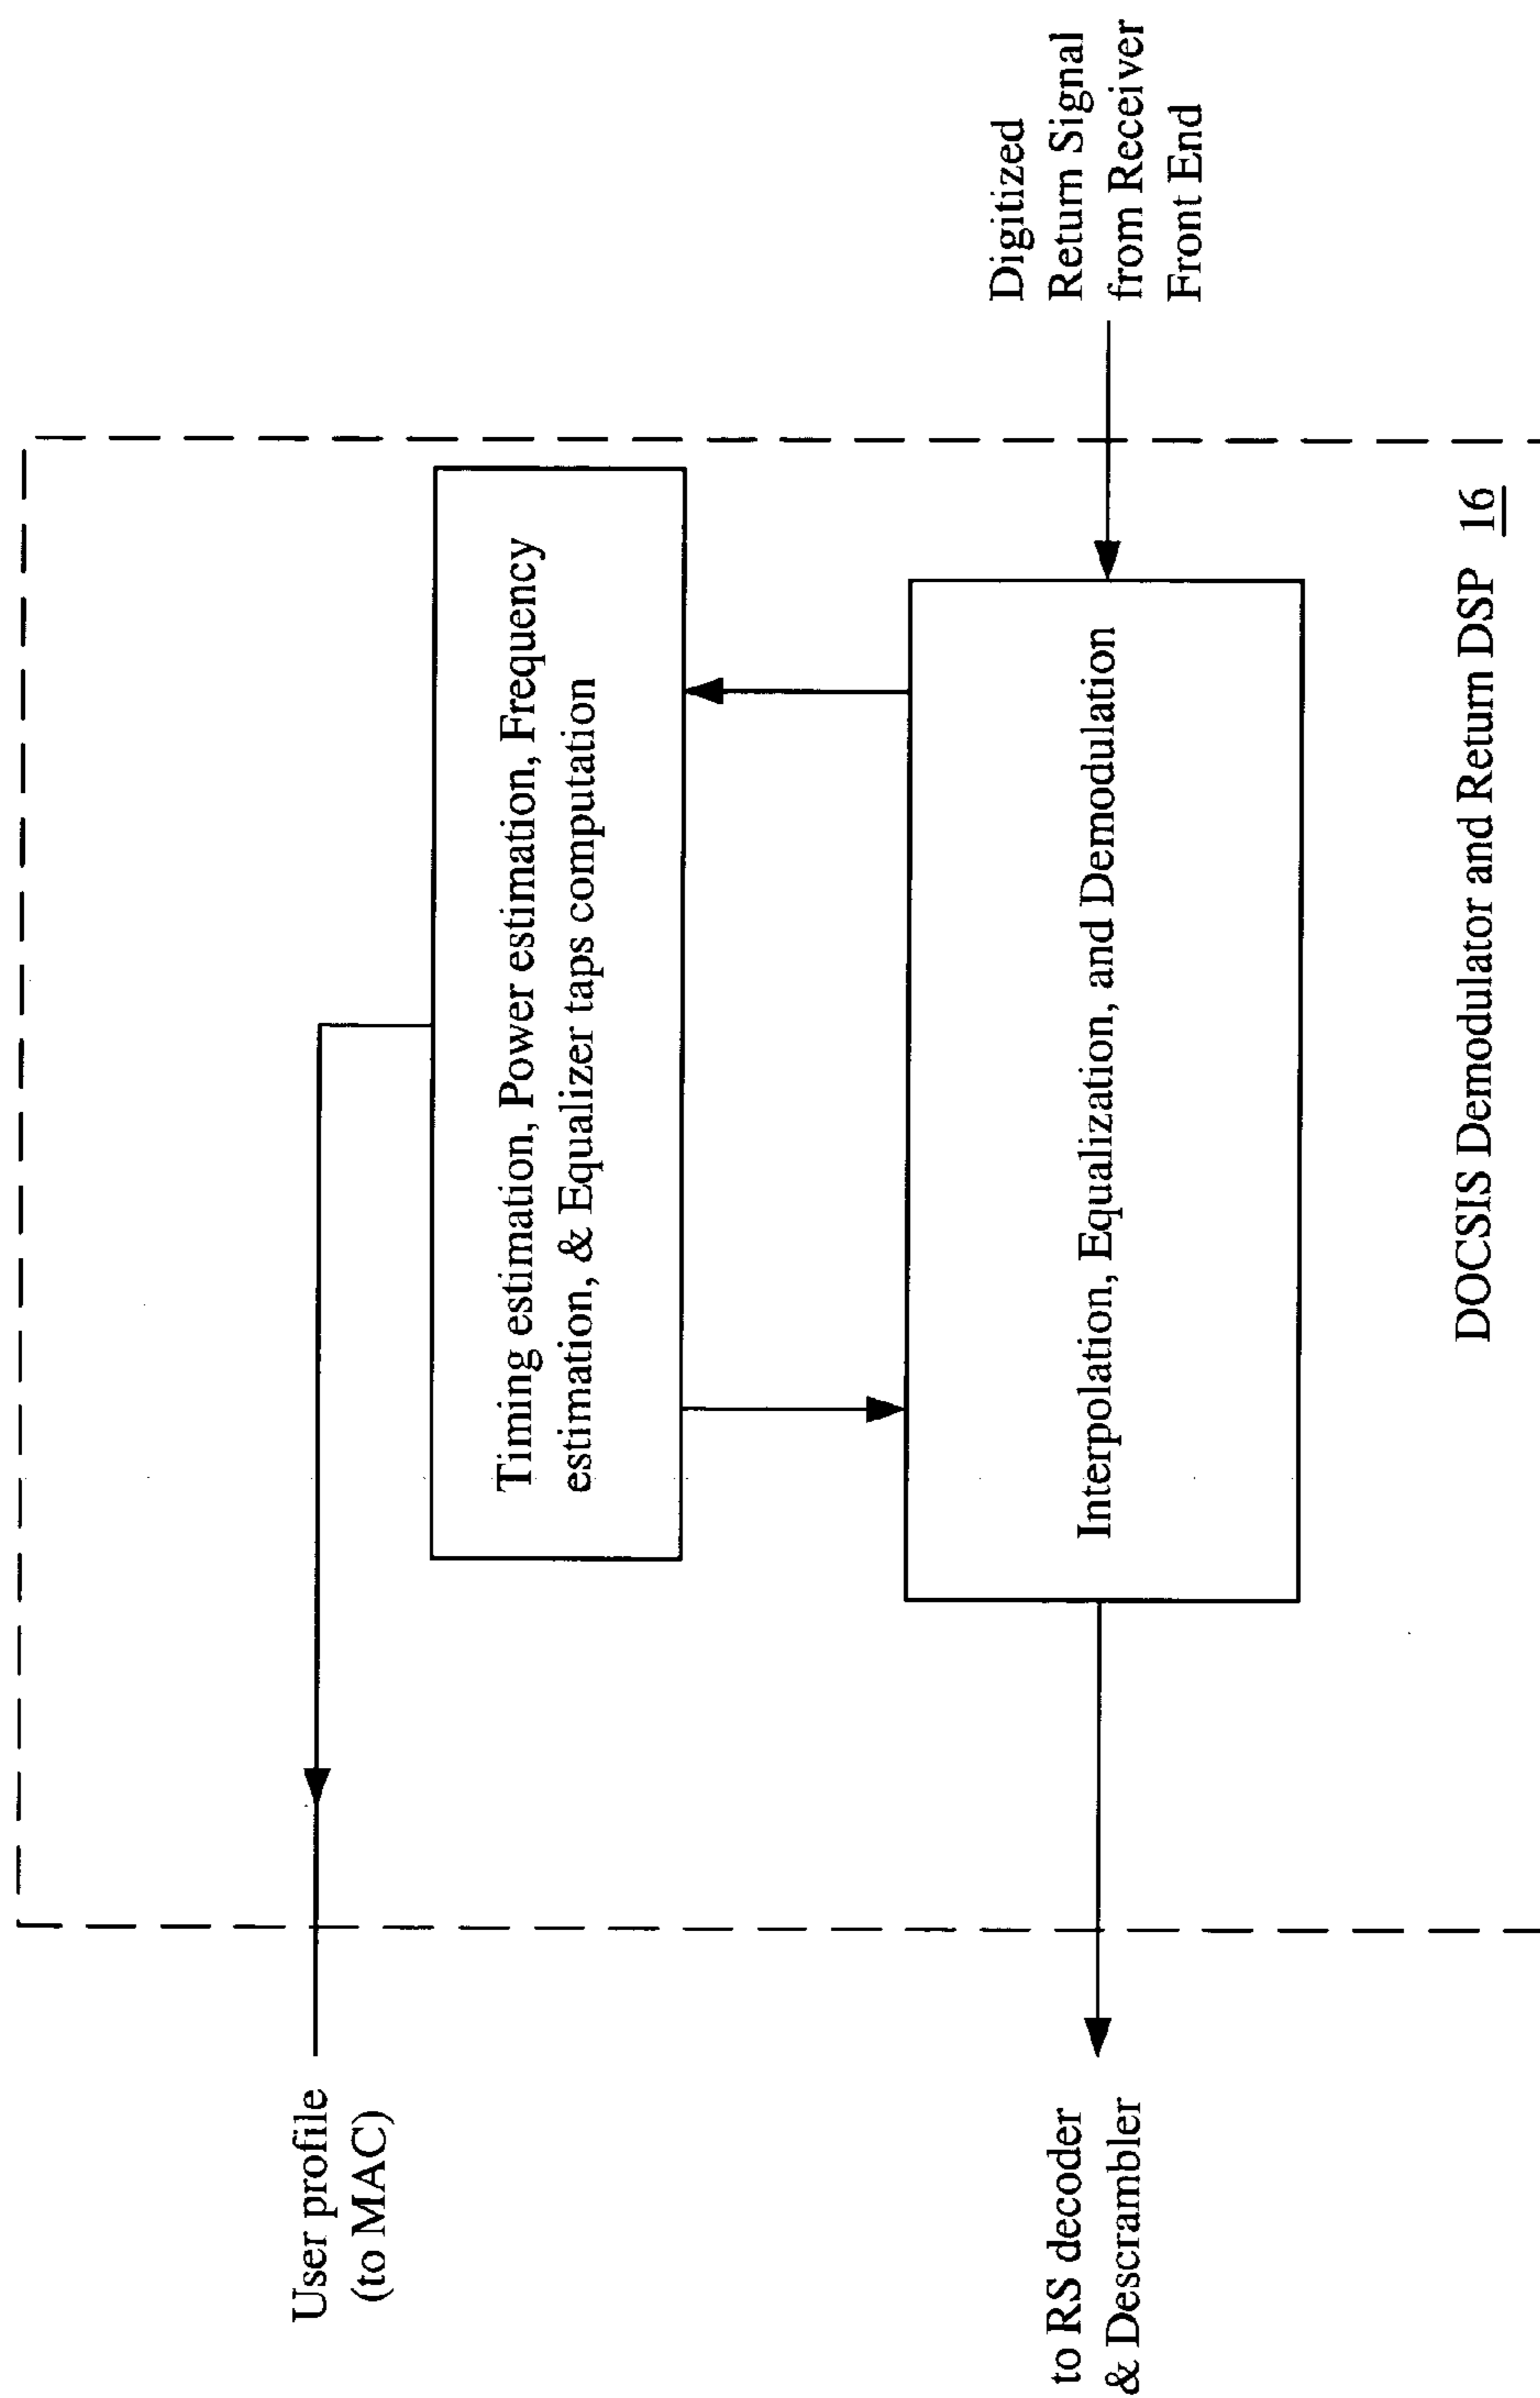 User profile
(to MAC)
Timing estimation, Power estimation, Frequency
estimation, & Equalizer taps computation
to RS decoder
& Descrambler
Interpolation, Equalization, and Demodulation
Digitized
Return Signal
from Receiver
Front End
DOCSIS Demodulator and Return DSP 16